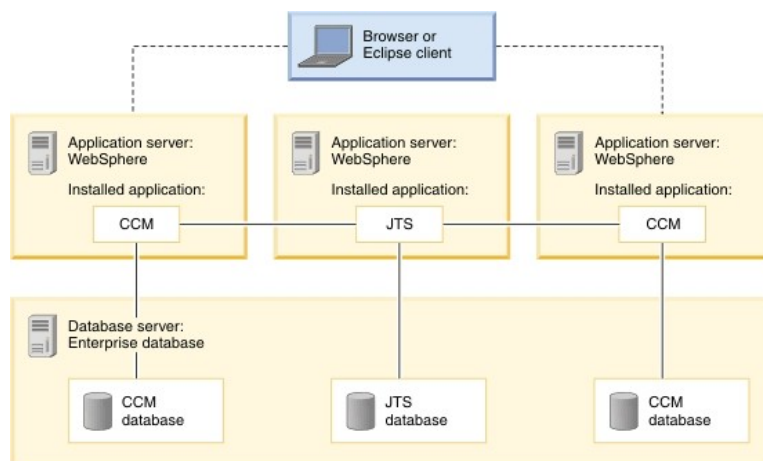 Browser or
Eclipse client
Application server:
WebSphere
Installed application:
CCM
Application server:
WebSphere
Installed application:
JTS
Application server:
WebSphere
Installed application:
CCM
Database server:
Enterprise database
CCM
database
JTS
database
CCM
database